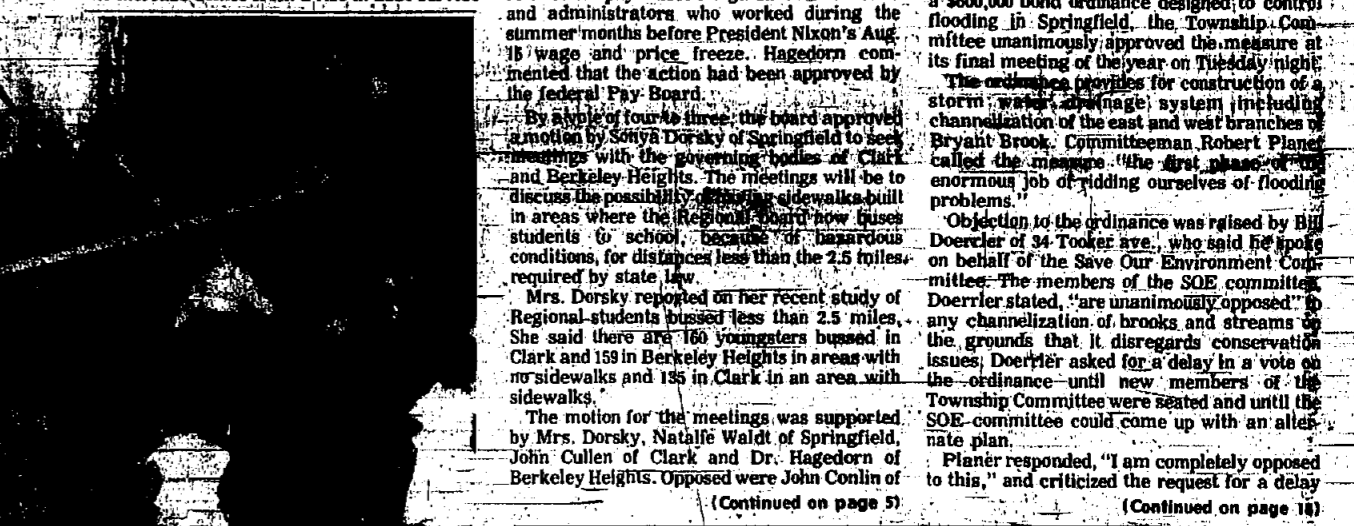 and administrators who worked during the
summer months before President Nixon's Aug.
15 wage and price freeze. Hagedorn com-
mented that the action had been approved by
the federal Pay Board.
By a vote of four to three, the board approved
a motion by Sonya Dorsky of Springfield to seek
meetings with the governing bodies of Clark
and Berkeley Heights. The meetings will be to
discuss the possibility of having sidewalks built
in areas where the Regional Board now buses
students to school, because of hazardous
conditions, for distances less than the 2.5 miles
required by state law.
Mrs. Dorsky reported on her recent study of
Regional students bussed less than 2.5 miles.
She said there are 160 youngsters bussed in
Clark and 159 in Berkeley Heights in areas with
no sidewalks and 135 in Clark in an area with
sidewalks.
The motion for the meetings was supported
by Mrs. Dorsky, Natalie Waldt of Springfield,
John Cullen of Clark and Dr. Hagedorn of
Berkeley Heights. Opposed were John Conlin of
(Continued on page 5)
a $600,000 bond ordinance designed to control
flooding in Springfield, the Township Com-
mittee unanimously approved the measure at
its final meeting of the year on Tuesday night.
The ordinance provides for construction of a
storm water drainage system including
channelization of the east and west branches of
Bryant Brook. Committeeman Robert Planer
called the measure "the first phase of the
enormous job of ridding ourselves of flooding
problems."
Objection to the ordinance was raised by Bill
Doerrler of 34 Tooker ave., who said he spoke
on behalf of the Save Our Environment Com-
mittee. The members of the SOE committee,
Doerrler stated, "are unanimously opposed" to
any channelization of brooks and streams on
the grounds that it disregards conservation
issues. Doerrler asked for a delay in a vote on
the ordinance until new members of the
Township Committee were seated and until the
SOE committee could come up with an alter-
nate plan.
Planer responded, "I am completely opposed
to this," and criticized the request for a delay
(Continued on page 18)